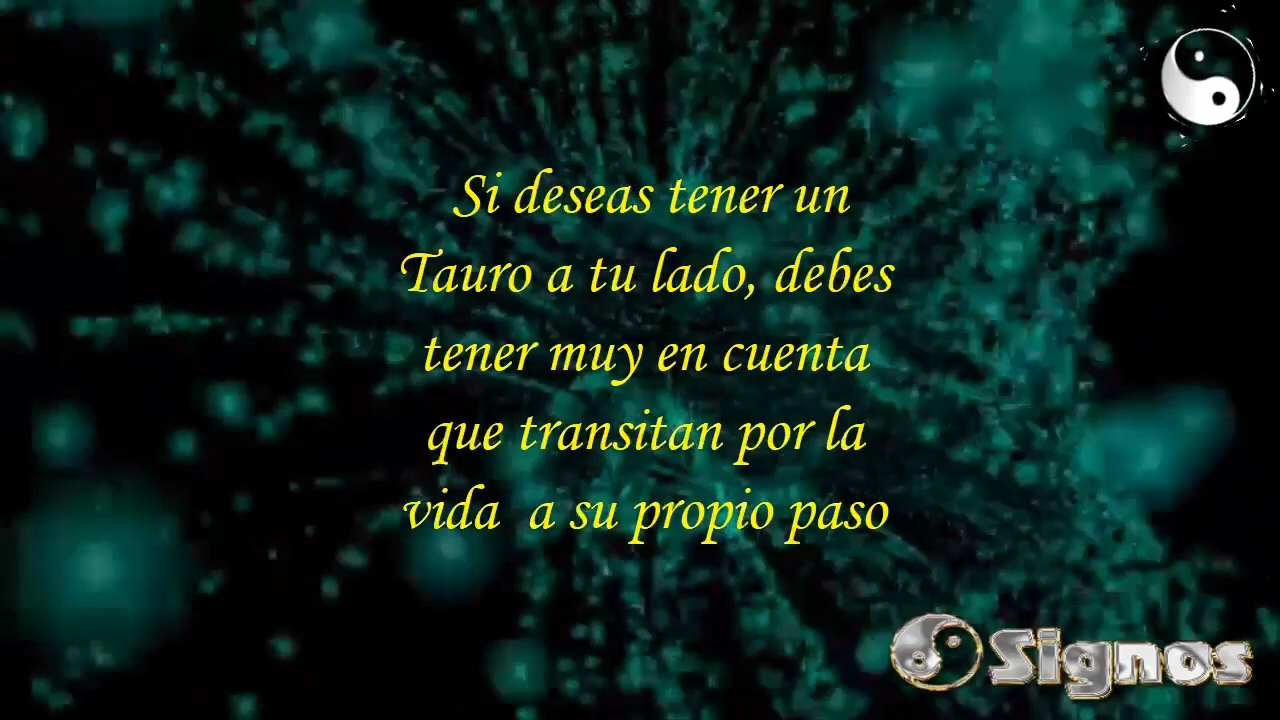 Si deseas tener un
Tauro a tu lado, debes
tener muy en cuenta
que transitan por la
vida  a su propio paso
Signos